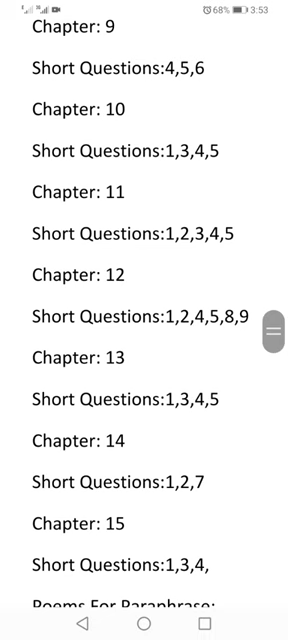 68% 3:53
Chapter: 9
Short Questions:4,5,6
Chapter: 10
Short Questions:1,3,4,5
Chapter: 11
Short Questions:1,2,3,4,5
Chapter: 12
Short Questions:1,2,4,5,8,9
Chapter: 13
Short Questions:1,3,4,5
Chapter: 14
Short Questions:1,2,7
Chapter: 15
Short Questions:1,3,4,
Poems For Paraphrase: